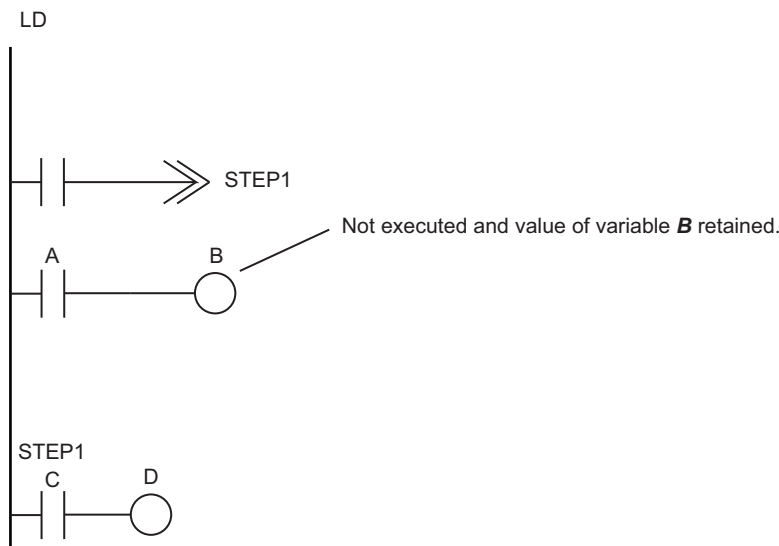 LD
STEP1
Not executed and value of variable B retained.
A
B
STEP1
C
D